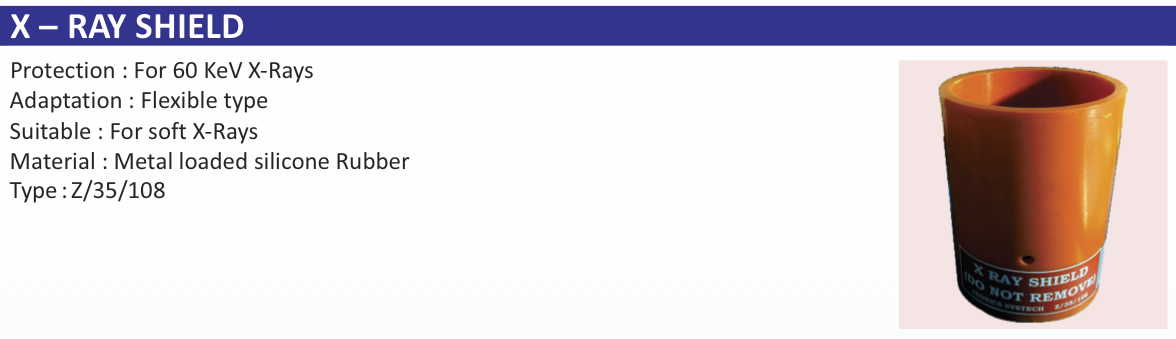 X – RAY SHIELD
Protection : For 60 KeV X-Rays
Adaptation : Flexible type
Suitable : For soft X-Rays
Material : Metal loaded silicone Rubber
Type : Z/35/108
X RAY SHIELD
(DO NOT REMOVE)
SYSTECH Z/35/108